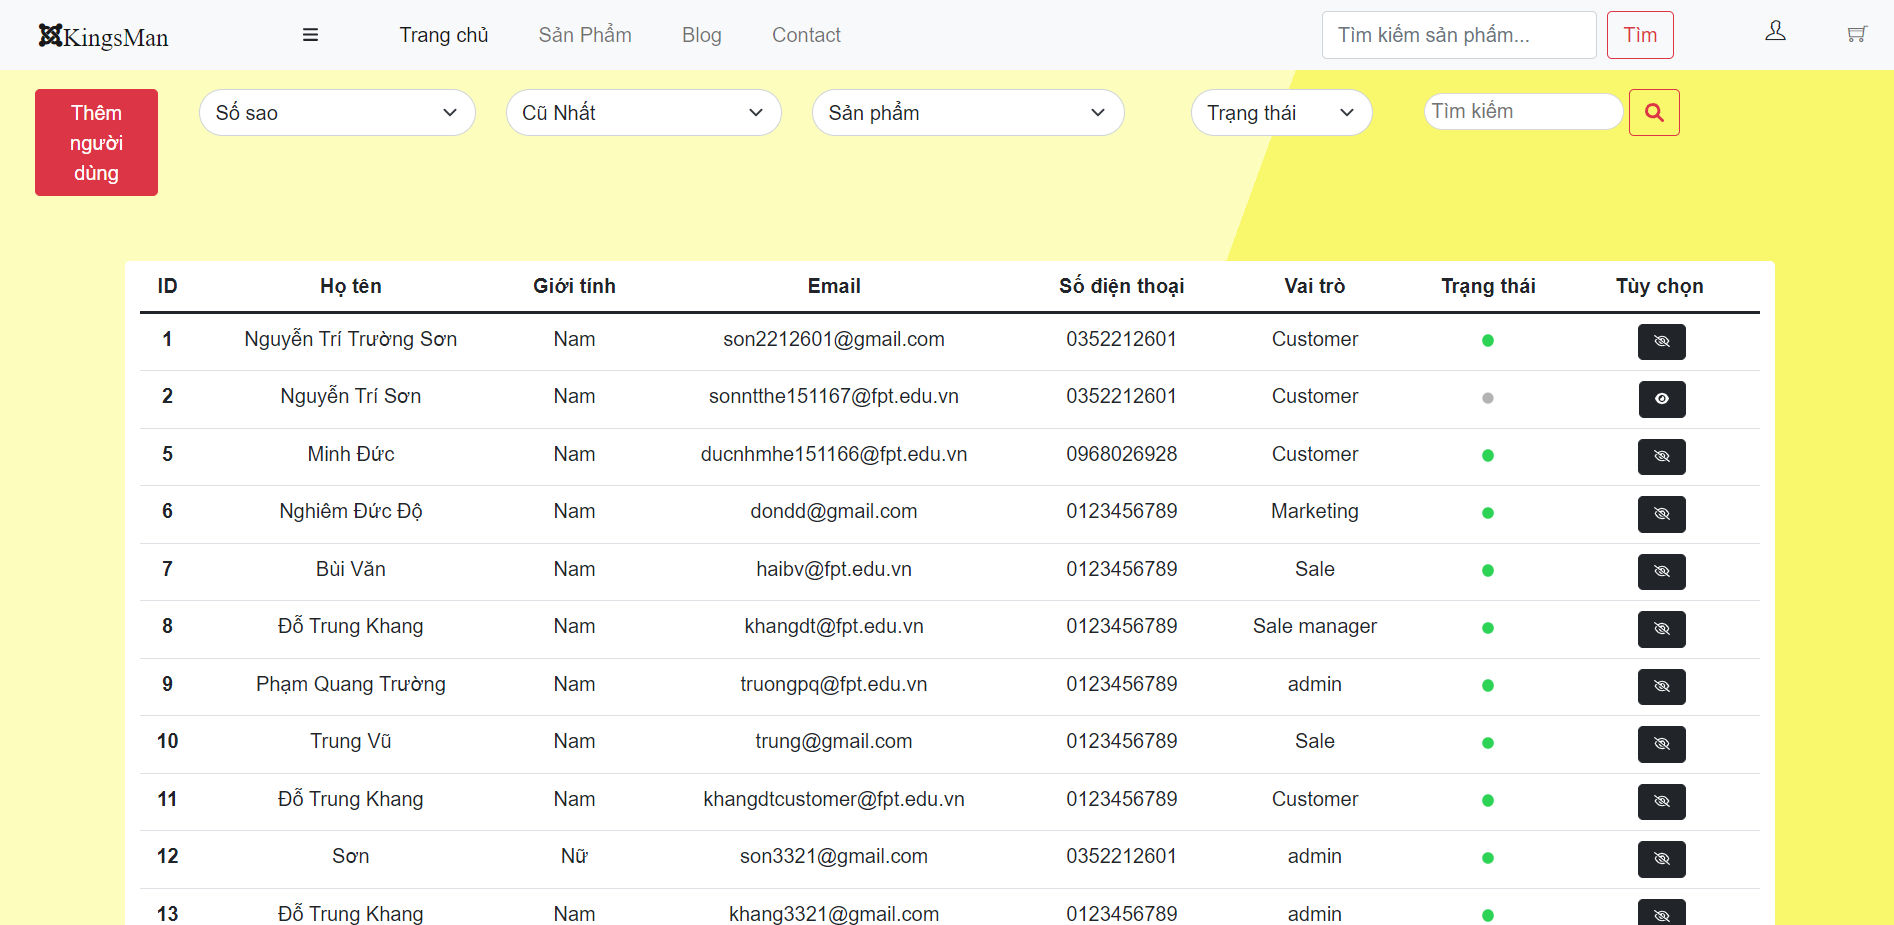 KingsMan
Trang chủ Sản Phẩm Blog Contact Tìm kiếm sản phẩm... Tìm
Thêm
người
dùng
Số sao Cũ Nhất Sản phẩm Trạng thái Tìm kiếm
ID Họ tên Giới tính Email Số điện thoại Vai trò Trạng thái Tùy chọn
1 Nguyễn Trí Trường Sơn Nam son2212601@gmail.com 0352212601 Customer
2 Nguyễn Trí Sơn Nam sonntthe151167@fpt.edu.vn 0352212601 Customer
5 Minh Đức Nam ducnhmhe151166@fpt.edu.vn 0968026928 Customer
6 Nghiêm Đức Độ Nam dondd@gmail.com 0123456789 Marketing
7 Bùi Văn Nam haibv@fpt.edu.vn 0123456789 Sale
8 Đỗ Trung Khang Nam khangdt@fpt.edu.vn 0123456789 Sale manager
9 Phạm Quang Trường Nam truongpq@fpt.edu.vn 0123456789 admin
10 Trung Vũ Nam trung@gmail.com 0123456789 Sale
11 Đỗ Trung Khang Nam khangdtcustomer@fpt.edu.vn 0123456789 Customer
12 Sơn Nữ son3321@gmail.com 0352212601 admin
13 Đỗ Trung Khang Nam khang3321@gmail.com 0123456789 admin